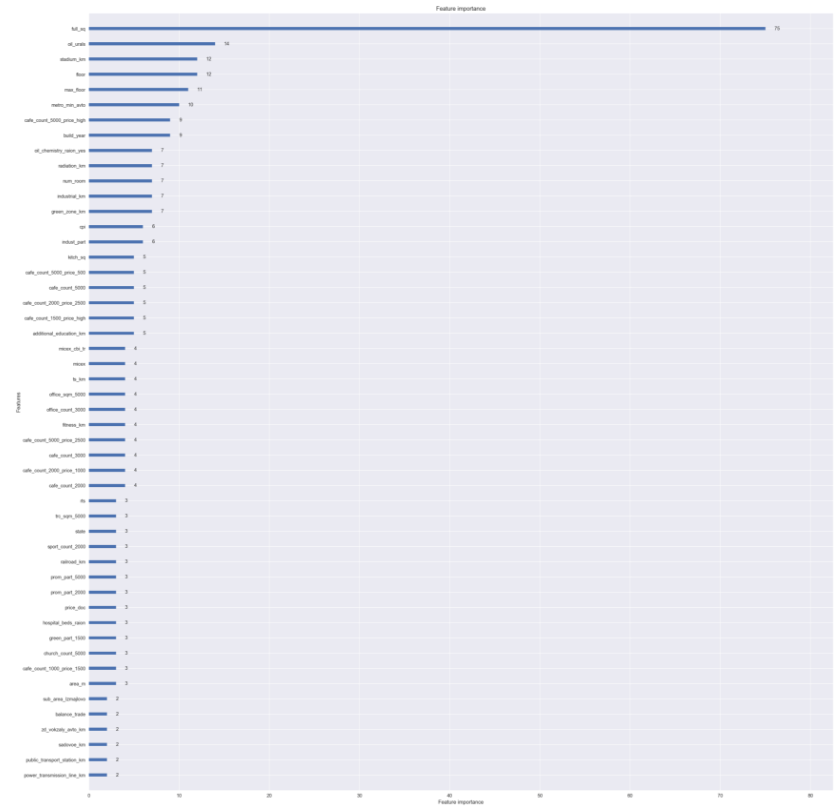 Feature importance
full_sq 75
oil_urals 14
stadium_km 12
floor 12
max_floor 11
metro_min_avto 10
cafe_count_5000_price_high 9
build_year 9
oil_chemistry_raion_yes 7
radiation_km 7
num_room 7
industrial_km 7
green_zone_km 7
cpi 6
indust_part 6
kitch_sq 5
cafe_count_5000_price_500 5
cafe_count_5000 5
cafe_count_2000_price_2500 5
cafe_count_1500_price_high 5
additional_education_km 5
micex_cbi_tr 4
micex 4
ts_km 4
office_sqm_5000 4
office_count_3000 4
fitness_km 4
cafe_count_5000_price_2500 4
cafe_count_3000 4
cafe_count_2000_price_1000 4
cafe_count_2000 4
rts 3
trc_sqm_5000 3
state 3
sport_count_2000 3
railroad_km 3
prom_part_5000 3
prom_part_2000 3
price_doc 3
hospital_beds_raion 3
green_part_1000 3
church_count_5000 3
cafe_count_1000_price_1500 3
area_m 3
sub_area_Izmajlovo 2
balance_trade 2
zd_vokzaly_avto_km 2
sadovoe_km 2
public_transport_station_km 2
power_transmission_line_km 2
Features
0 10 20 30 40 50 60 70 80
Feature importance